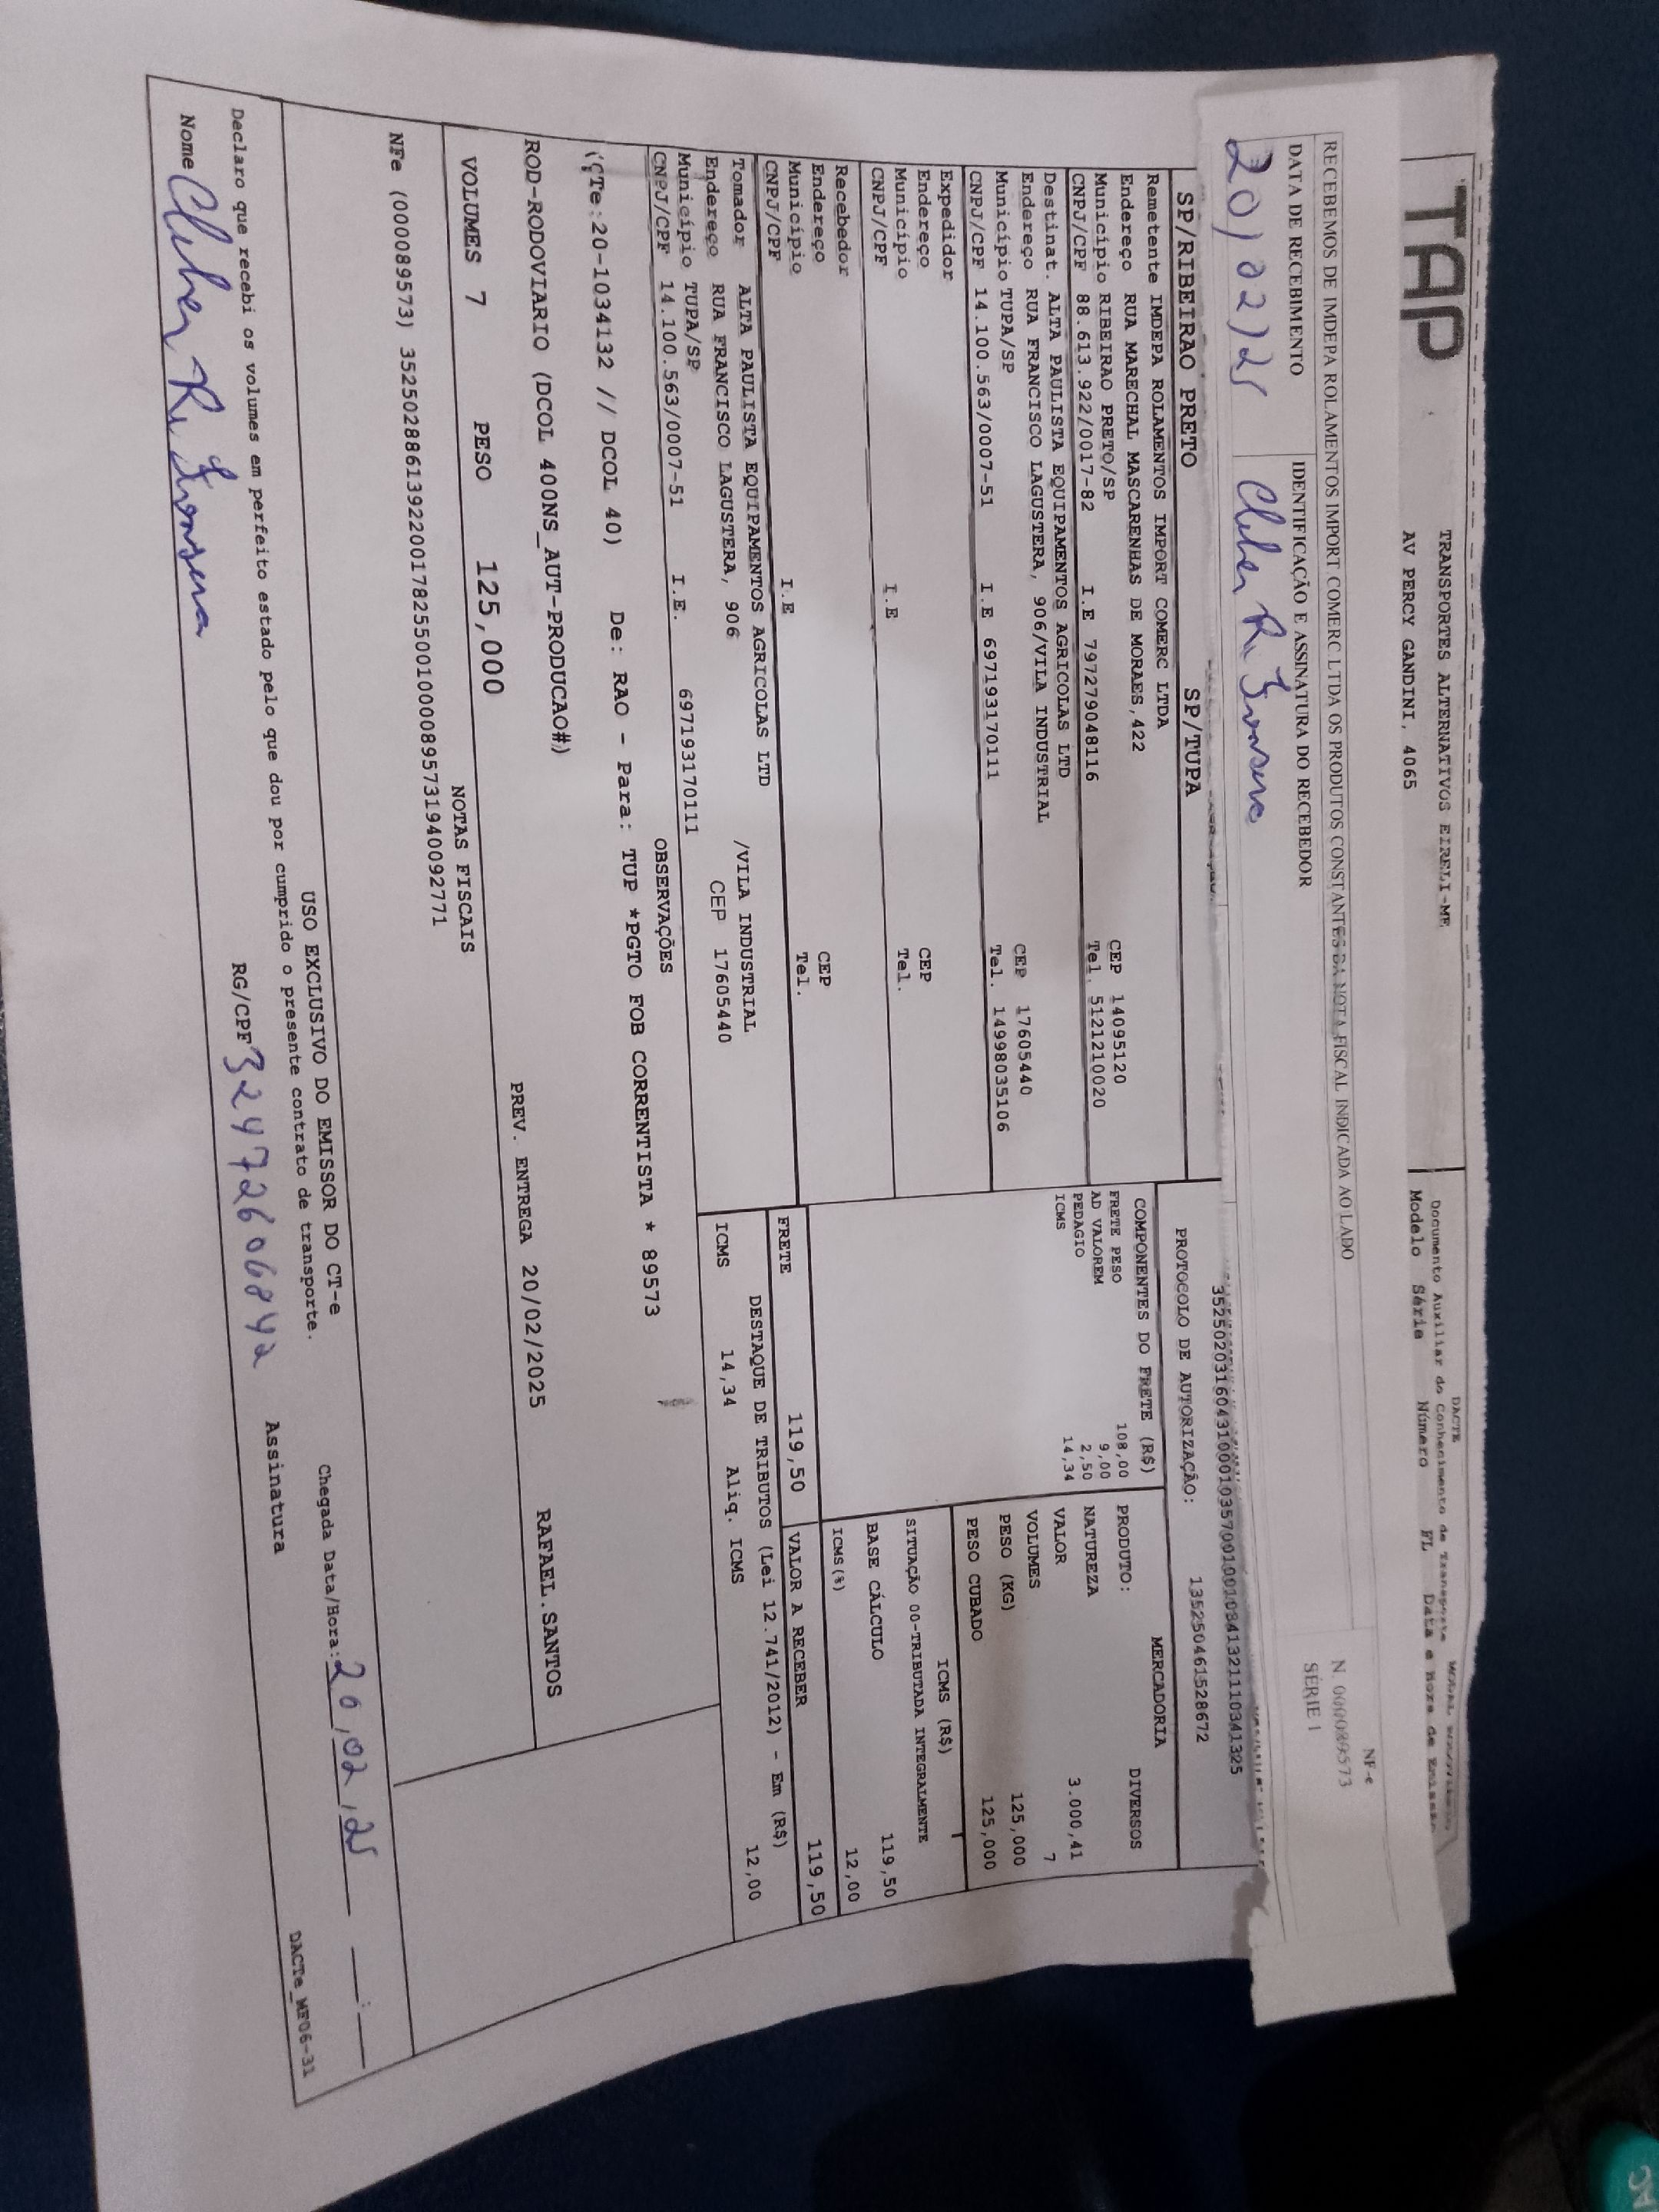 TAP
TRANSPORTES ALTERNATIVOS EIRELI-ME
AV PERCY GANDINI, 4065
DACTE
Documento Auxiliar do Conhecimento de Transporte
Modelo Série Número FL Data e Hora de Emissão
RECEBEMOS DE IMDEPA ROLAMENTOS IMPORT COMERC LTDA OS PRODUTOS CONSTANTES DA NOTA FISCAL INDICADA AO LADO
DATA DE RECEBIMENTO
IDENTIFICAÇÃO E ASSINATURA DO RECEBEDOR
20/02/25
NF-e
N. 000089573
SÉRIE 1
35250203160431000103570010010341321110341325
SP/RIBEIRAO PRETO SP/TUPA
PROTOCOLO DE AUTORIZAÇÃO: 135250461528672
Remetente IMDEPA ROLAMENTOS IMPORT COMERC LTDA
Endereço RUA MARECHAL MASCARENHAS DE MORAES,422 CEP 14095120
Município RIBEIRAO PRETO/SP Tel. 5121210020
CNPJ/CPF 88.613.922/0017-82 I.E 797279048116
Destinat. ALTA PAULISTA EQUIPAMENTOS AGRICOLAS LTD
Endereço RUA FRANCISCO LAGUSTERA, 906/VILA INDUSTRIAL CEP 17605440
Município TUPA/SP Tel. 14998035106
CNPJ/CPF 14.100.563/0007-51 I.E 697193170111
Expedidor
Endereço CEP
Município Tel.
CNPJ/CPF I.E
Recebedor
Endereço CEP
Município Tel.
CNPJ/CPF I.E
Tomador ALTA PAULISTA EQUIPAMENTOS AGRICOLAS LTD /VILA INDUSTRIAL
Endereço RUA FRANCISCO LAGUSTERA, 906 CEP 17605440
Município TUPA/SP
CNPJ/CPF 14.100.563/0007-51 I.E. 697193170111
COMPONENTES DO FRETE (R$)
FRETE PESO 108,00
AD VALOREM 9,00
PEDAGIO 2,50
ICMS 14,34
MERCADORIA
PRODUTO: DIVERSOS
NATUREZA
VALOR 3.000,41
VOLUMES 7
PESO (KG) 125,000
PESO CUBADO 125,000
ICMS (R$)
SITUAÇÃO 00-TRIBUTADA INTEGRALMENTE
BASE CÁLCULO 119,50
ICMS(%) 12,00
FRETE 119,50 VALOR A RECEBER 119,50
DESTAQUE DE TRIBUTOS (Lei 12.741/2012) - Em (R$)
ICMS 14,34 Aliq. ICMS 12,00
OBSERVAÇÕES
(CTe:20-1034132 // DCOL 40) De: RAO - Para: TUP *PGTO FOB CORRENTISTA * 89573
ROD-RODOVIARIO (DCOL 400NS_AUT-PRODUCAO#)
PREV. ENTREGA 20/02/2025 RAFAEL.SANTOS
VOLUMES 7 PESO 125,000
NOTAS FISCAIS
NFe (000089573) 35250288613922001782550010000895731940092771
USO EXCLUSIVO DO EMISSOR DO CT-e
Declaro que recebi os volumes em perfeito estado pelo que dou por cumprido o presente contrato de transporte.
Chegada Data/Hora: 20,02,25
Nome RG/CPF 32472606842 Assinatura
DACTe_MF06-31